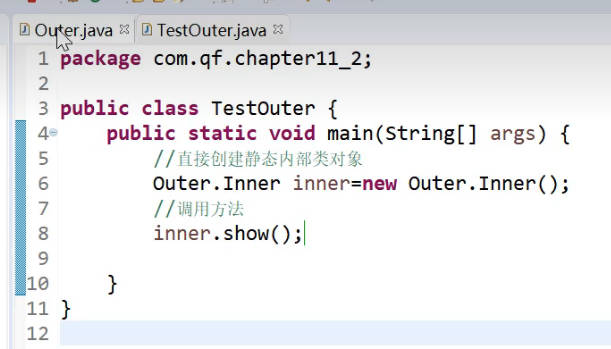 Outer.java TestOuter.java
1 package com.qf.chapter11_2;
2
3 public class TestOuter {
4 public static void main(String[] args) {
5 //直接创建静态内部类对象
6 Outer.Inner inner=new Outer.Inner();
7 //调用方法
8 inner.show();
9
10 }
11 }
12